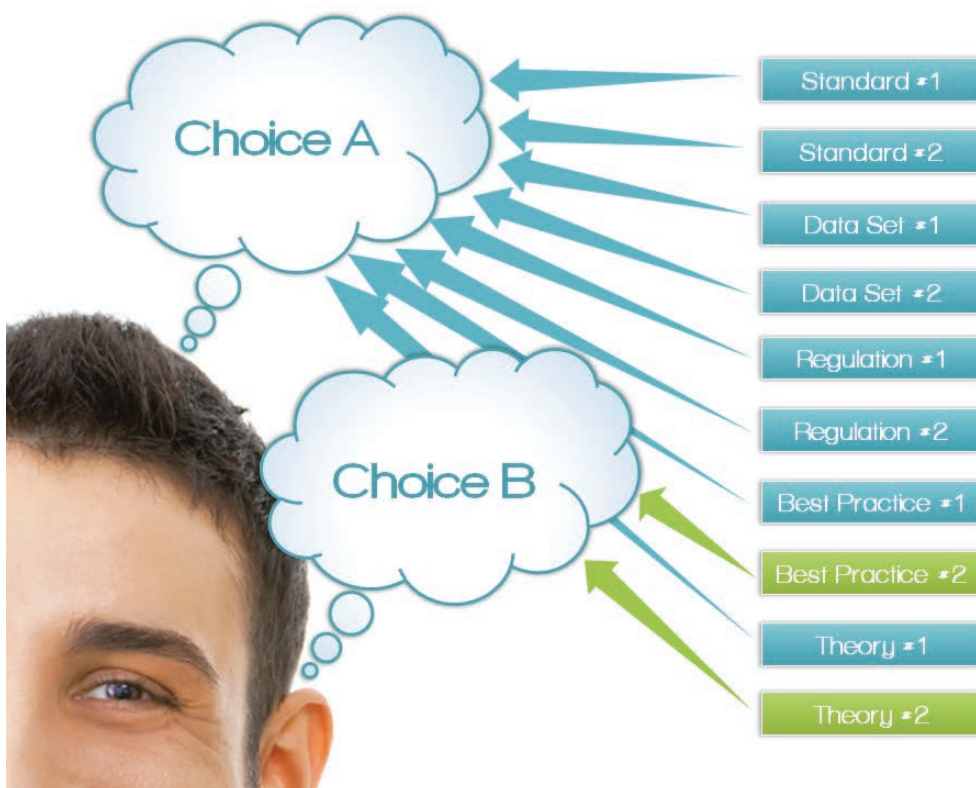 Choice A
Choice B
Standard #1
Standard #2
Data Set #1
Data Set #2
Regulation #1
Regulation #2
Best Practice #1
Best Practice #2
Theory #1
Theory #2